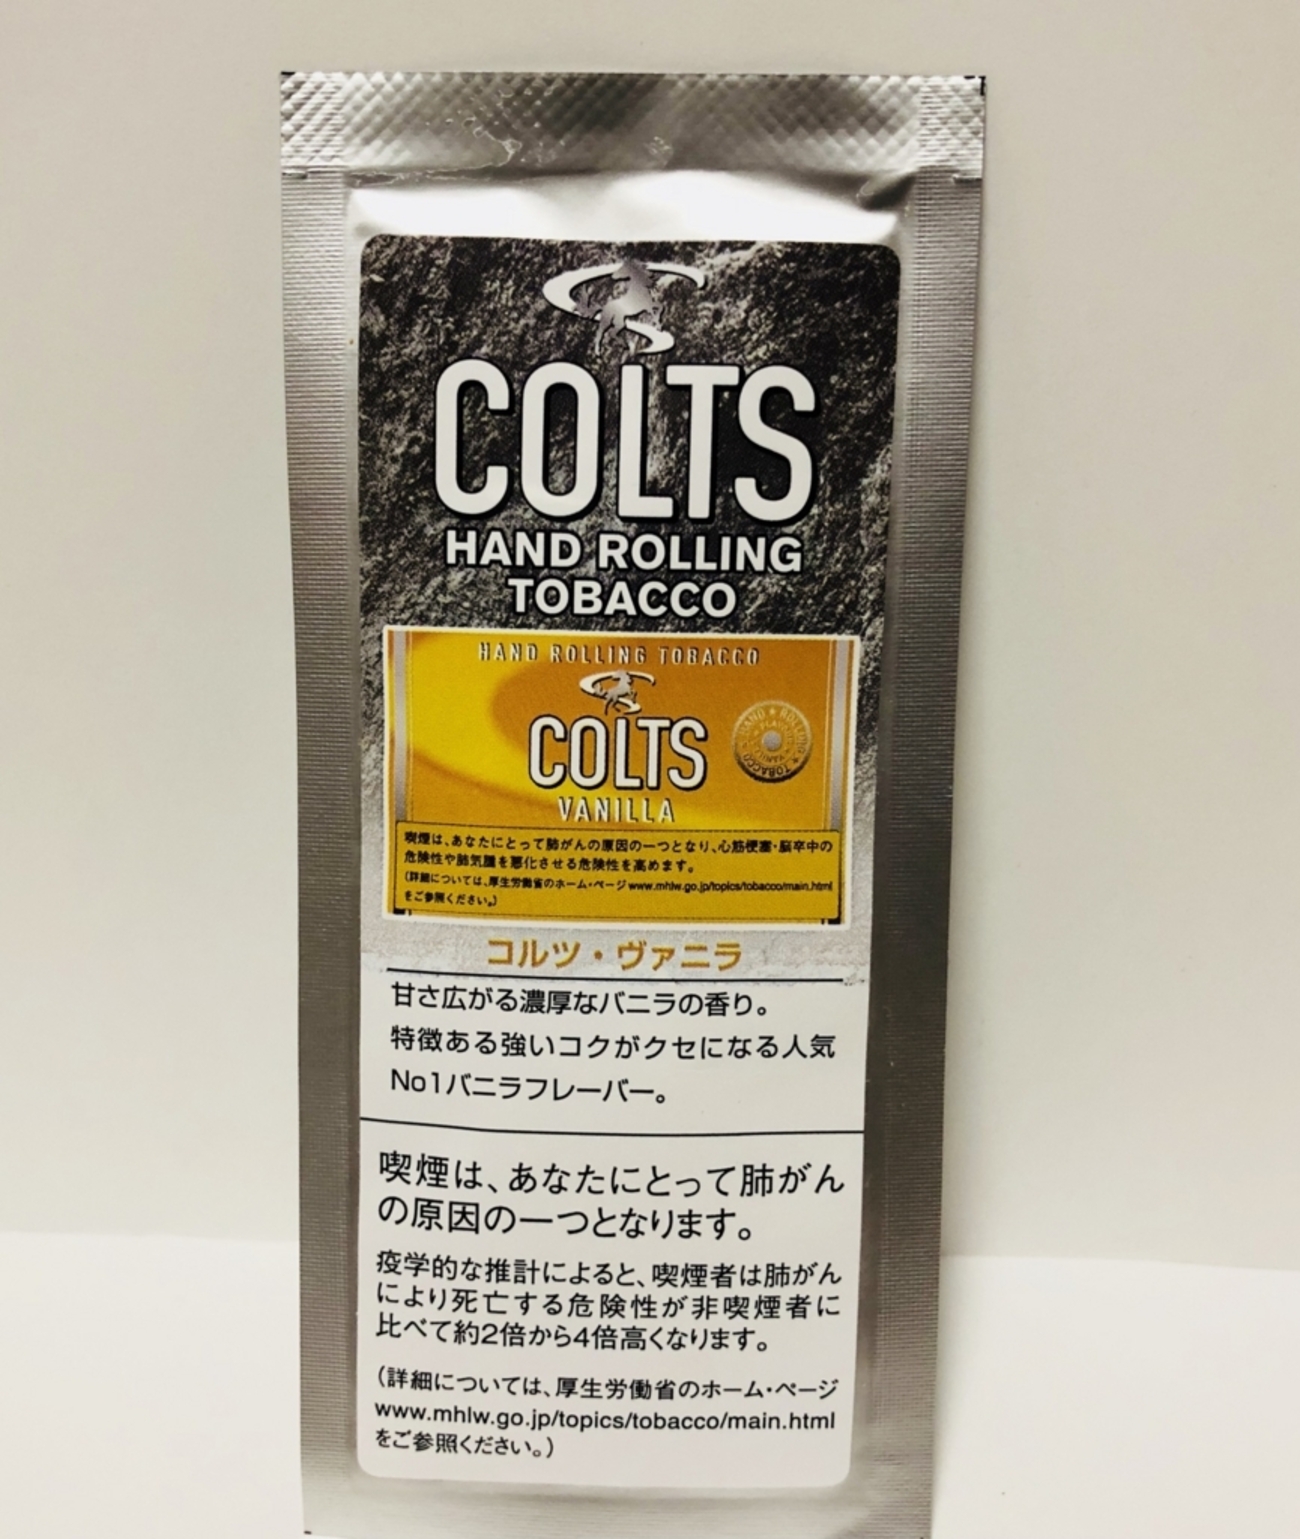 COLTS
HAND ROLLING
TOBACCO
HAND ROLLING TOBACCO
COLTS
VANILLA
HAND ★ ROLLING
TOBACCO
VANILLA
喫煙は、あなたにとって肺がんの原因の一つとなり、心筋梗塞・脳卒中の
危険性や肺気腫を悪化させる危険性を高めます。
(詳細については、厚生労働省のホーム・ページ www.mhlw.go.jp/topics/tobacco/main.html
をご参照ください。)
コルツ・ヴァニラ
甘さ広がる濃厚なバニラの香り。
特徴ある強いコクがクセになる人気
No1バニラフレーバー。
喫煙は、あなたにとって肺がん
の原因の一つとなります。
疫学的な推計によると、喫煙者は肺がん
により死亡する危険性が非喫煙者に
比べて約2倍から4倍高くなります。
(詳細については、厚生労働省のホーム・ページ
www.mhlw.go.jp/topics/tobacco/main.html
をご参照ください。)